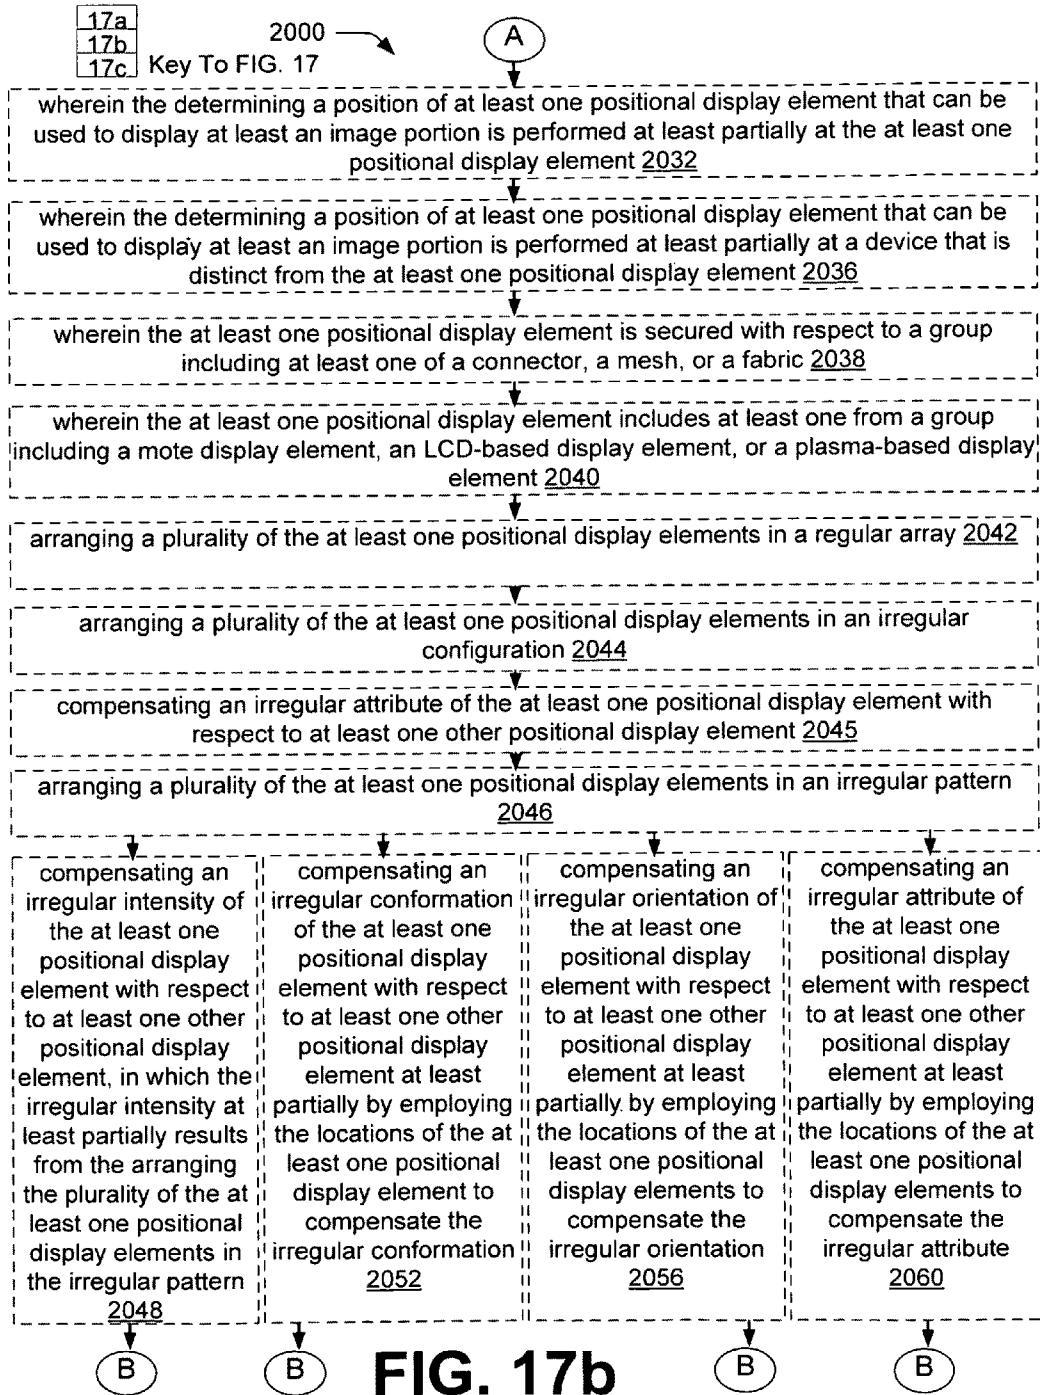 17a
17b
17c Key To FIG. 17
2000
A
wherein the determining a position of at least one positional display element that can be
used to display at least an image portion is performed at least partially at the at least one
positional display element 2032
wherein the determining a position of at least one positional display element that can be
used to display at least an image portion is performed at least partially at a device that is
distinct from the at least one positional display element 2036
wherein the at least one positional display element is secured with respect to a group
including at least one of a connector, a mesh, or a fabric 2038
wherein the at least one positional display element includes at least one from a group
including a mote display element, an LCD-based display element, or a plasma-based display
element 2040
arranging a plurality of the at least one positional display elements in a regular array 2042
arranging a plurality of the at least one positional display elements in an irregular
configuration 2044
compensating an irregular attribute of the at least one positional display element with
respect to at least one other positional display element 2045
arranging a plurality of the at least one positional display elements in an irregular pattern
2046
compensating an
irregular intensity of
the at least one
positional display
element with respect
to at least one other
positional display
element, in which the
irregular intensity at
least partially results
from the arranging
the plurality of the at
least one positional
display elements in
the irregular pattern
2048
compensating an
irregular conformation
of the at least one
positional display
element with respect
to at least one other
positional display
element at least
partially by employing
the locations of the at
least one positional
display element to
compensate the
irregular conformation
2052
compensating an
irregular orientation of
the at least one
positional display
element with respect
to at least one other
positional display
element at least
partially by employing
the locations of the at
least one positional
display elements to
compensate the
irregular orientation
2056
compensating an
irregular attribute of
the at least one
positional display
element with respect
to at least one other
positional display
element at least
partially by employing
the locations of the at
least one positional
display elements to
compensate the
irregular attribute
2060
B
B
B
B
FIG. 17b